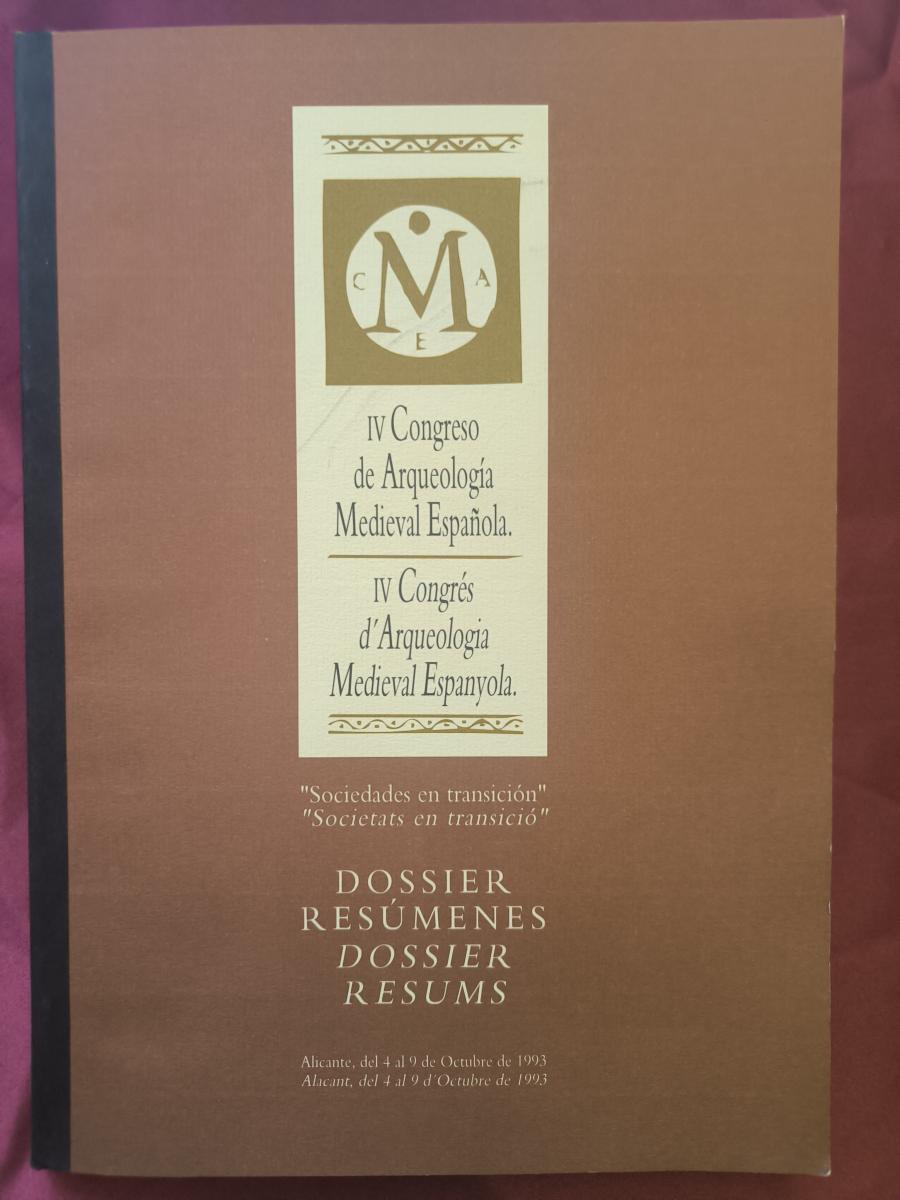 M
C A
E
IV Congreso
de Arqueología
Medieval Española.
IV Congrés
d´Arqueologia
Medieval Espanyola.
"Sociedades en transición"
"Societats en transició"
DOSSIER
RESÚMENES
DOSSIER
RESUMS
Alicante, del 4 al 9 de Octubre de 1993
Alacant, del 4 al 9 d´Octubre de 1993